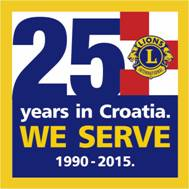 25
LIONS
L
INTERNATIONAL
years in Croatia.
WE SERVE
1990-2015.